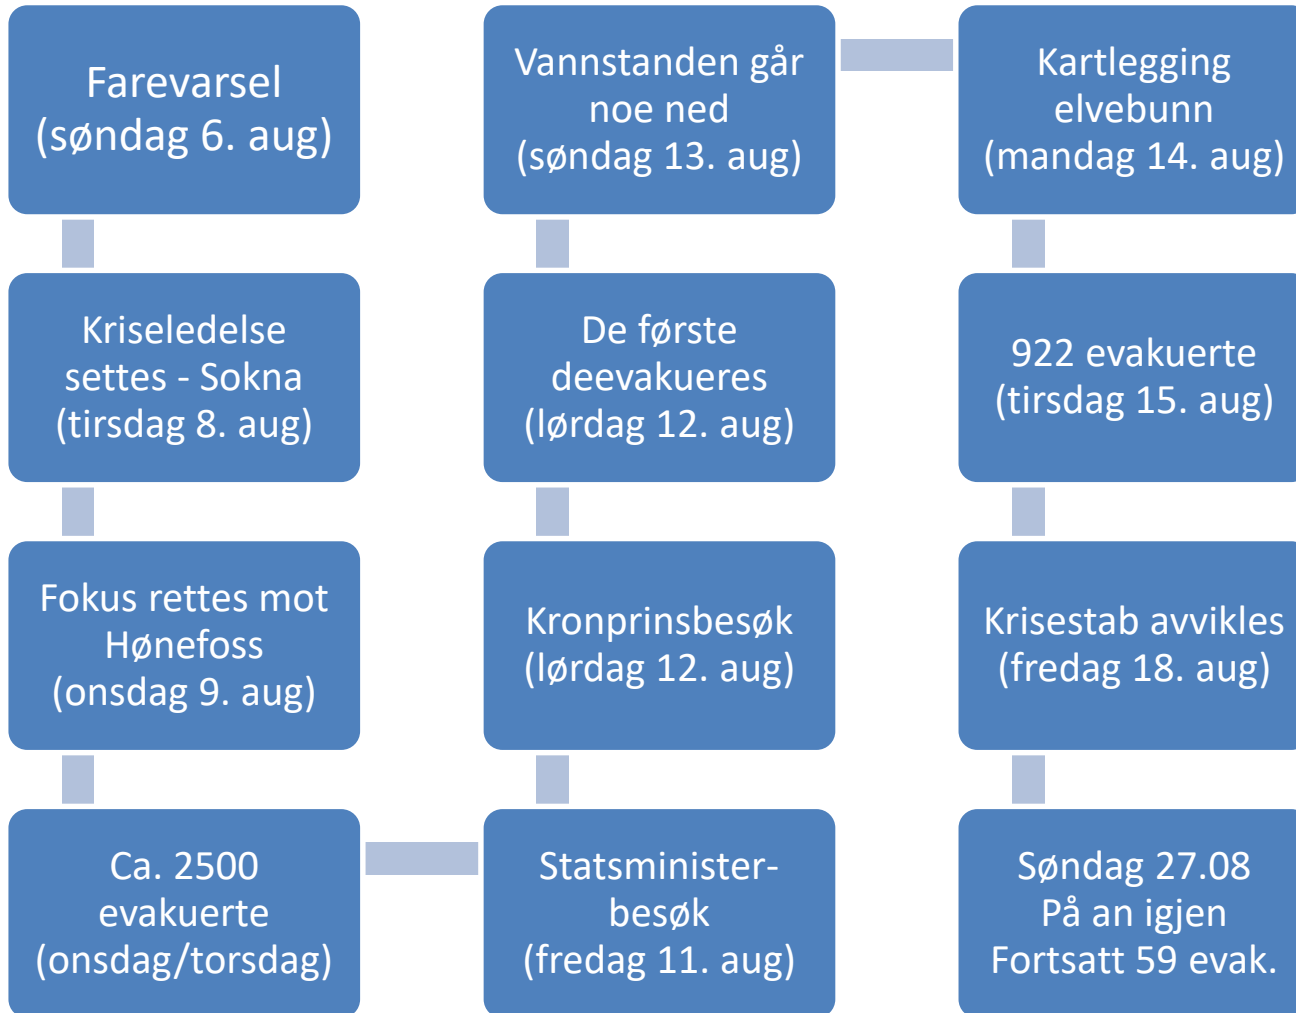 Farevarsel
(søndag 6. aug)
Kriseledelse
settes - Sokna
(tirsdag 8. aug)
Fokus rettes mot
Hønefoss
(onsdag 9. aug)
Ca. 2500
evakuerte
(onsdag/torsdag)
Statsminister-
besøk
(fredag 11. aug)
Kronprinsbesøk
(lørdag 12. aug)
De første
deevakueres
(lørdag 12. aug)
Vannstanden går
noe ned
(søndag 13. aug)
Kartlegging
elvebunn
(mandag 14. aug)
922 evakuerte
(tirsdag 15. aug)
Krisestab avvikles
(fredag 18. aug)
Søndag 27.08
På an igjen
Fortsatt 59 evak.